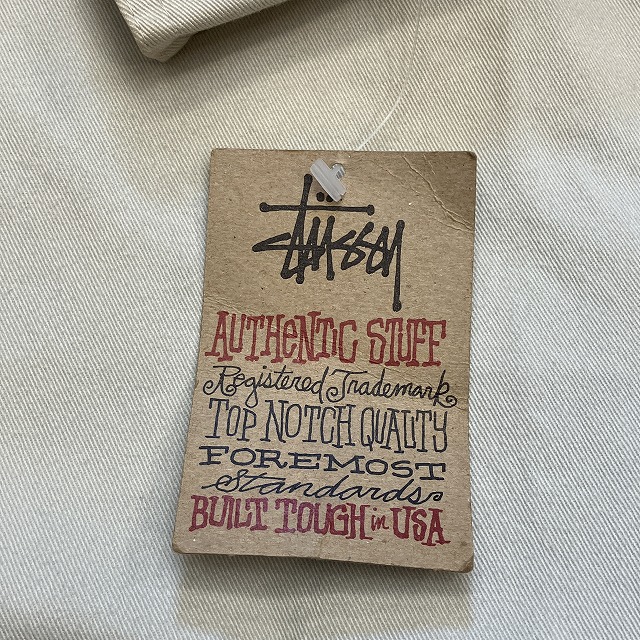 Stüssy
AUTHENTIC STUFF
Registered Trademark
TOP NOTCH QUALITY
FOREMOST
Standards
BUILT TOUGH in USA